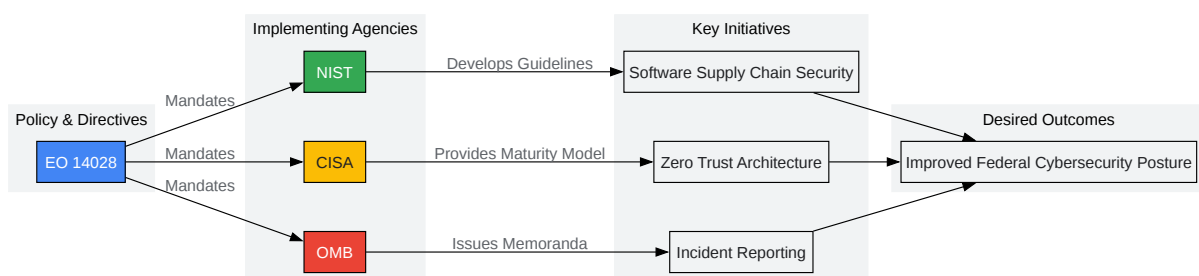 Policy & Directives
EO 14028
Mandates
Mandates
Mandates
Implementing Agencies
NIST
CISA
OMB
Develops Guidelines
Provides Maturity Model
Issues Memoranda
Key Initiatives
Software Supply Chain Security
Zero Trust Architecture
Incident Reporting
Desired Outcomes
Improved Federal Cybersecurity Posture